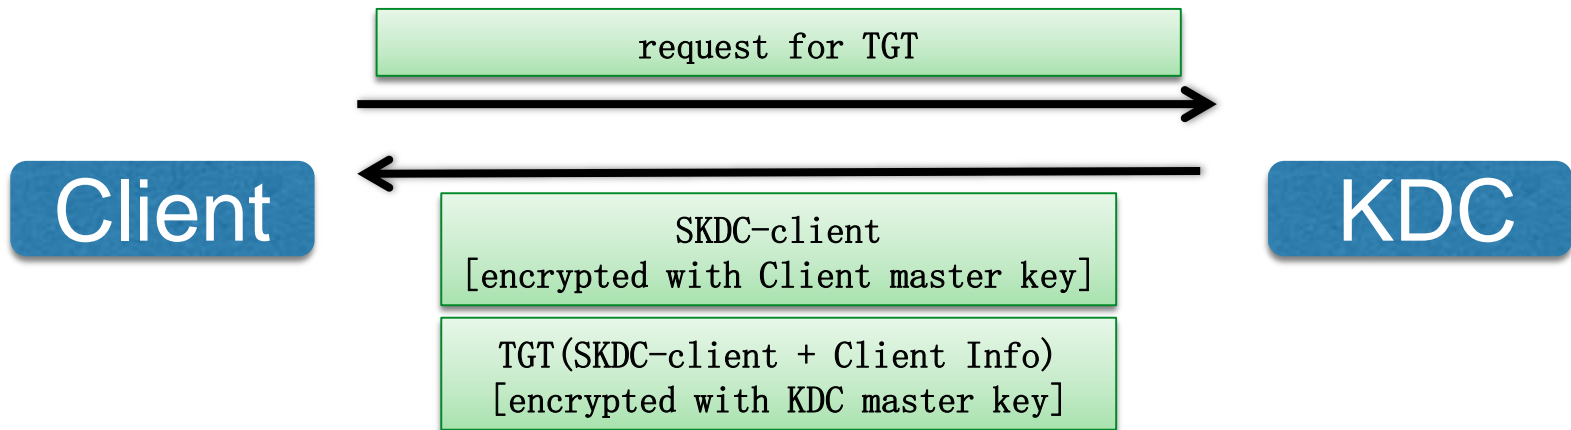 request for TGT
Client
KDC
SKDC-client
[encrypted with Client master key]
TGT(SKDC-client + Client Info)
[encrypted with KDC master key]